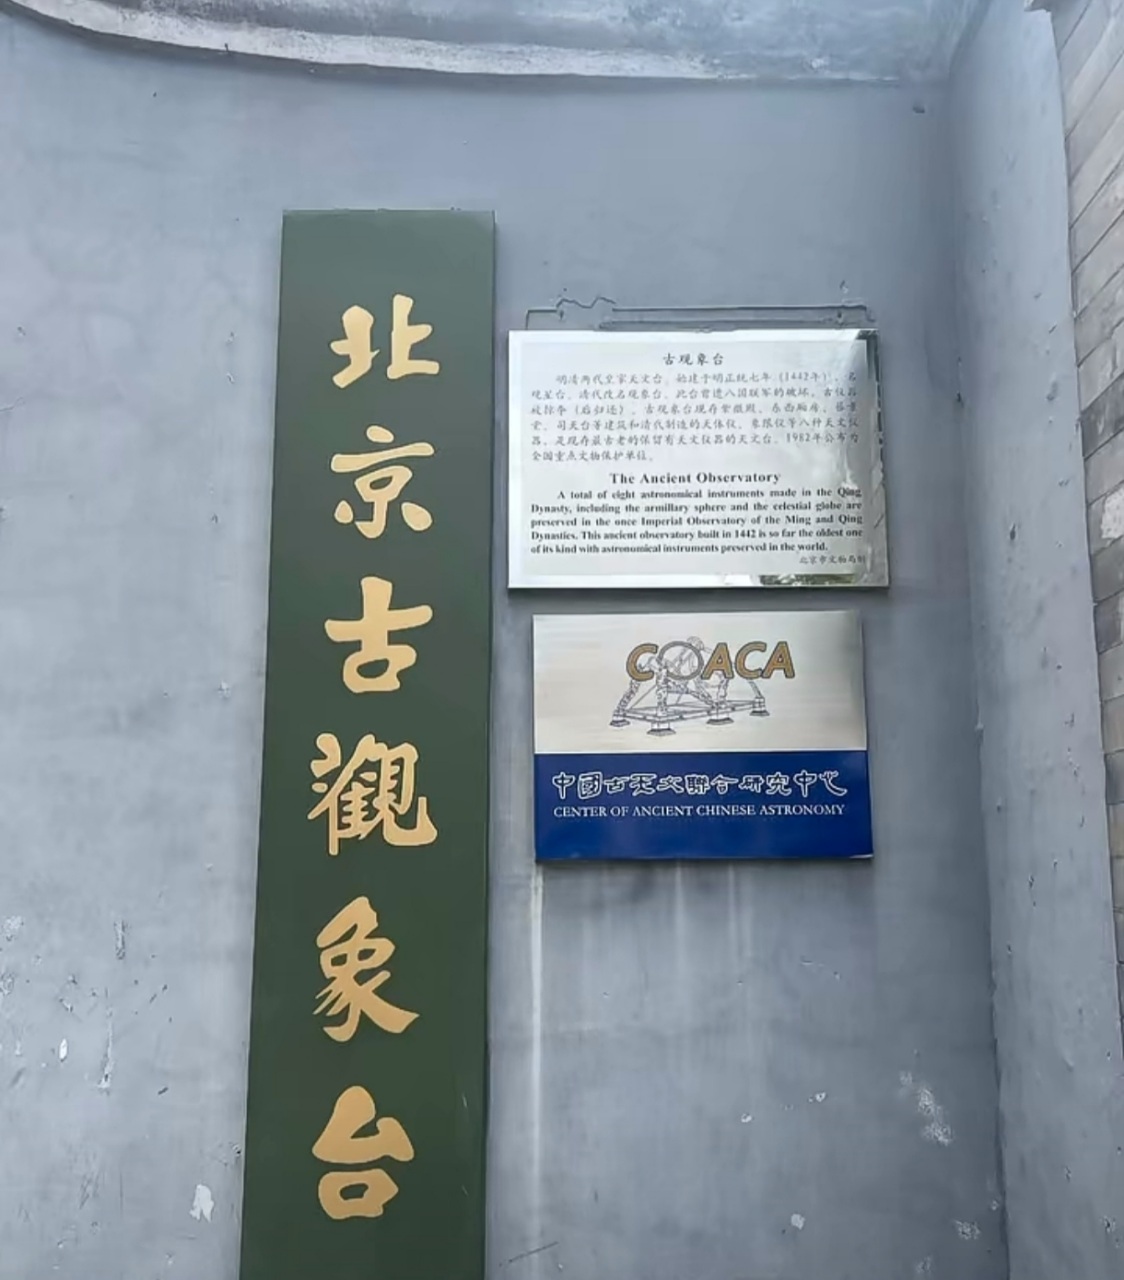 北京古觀象台
古观象台
明清两代皇家天文台。始建于明正统七年（1442年），名
观星台。清代改名观象台。此台曾遭八国联军的破坏，古仪器
被掠夺（后归还）。古观象台现存紫微殿、东西厢房、晷景
堂、司天台等建筑和清代制造的天体仪、象限仪等八种天文仪
器，是现存最古老的保留有天文仪器的天文台。1982年公布为
全国重点文物保护单位。
The Ancient Observatory
A total of eight astronomical instruments made in the Qing
Dynasty, including the armillary sphere and the celestial globe are
preserved in the once Imperial Observatory of the Ming and Qing
Dynasties. This ancient observatory built in 1442 is so far the oldest one
of its kind with astronomical instruments preserved in the world.
北京市文物局制
COACA
中國古天文聯合研究中心
CENTER OF ANCIENT CHINESE ASTRONOMY